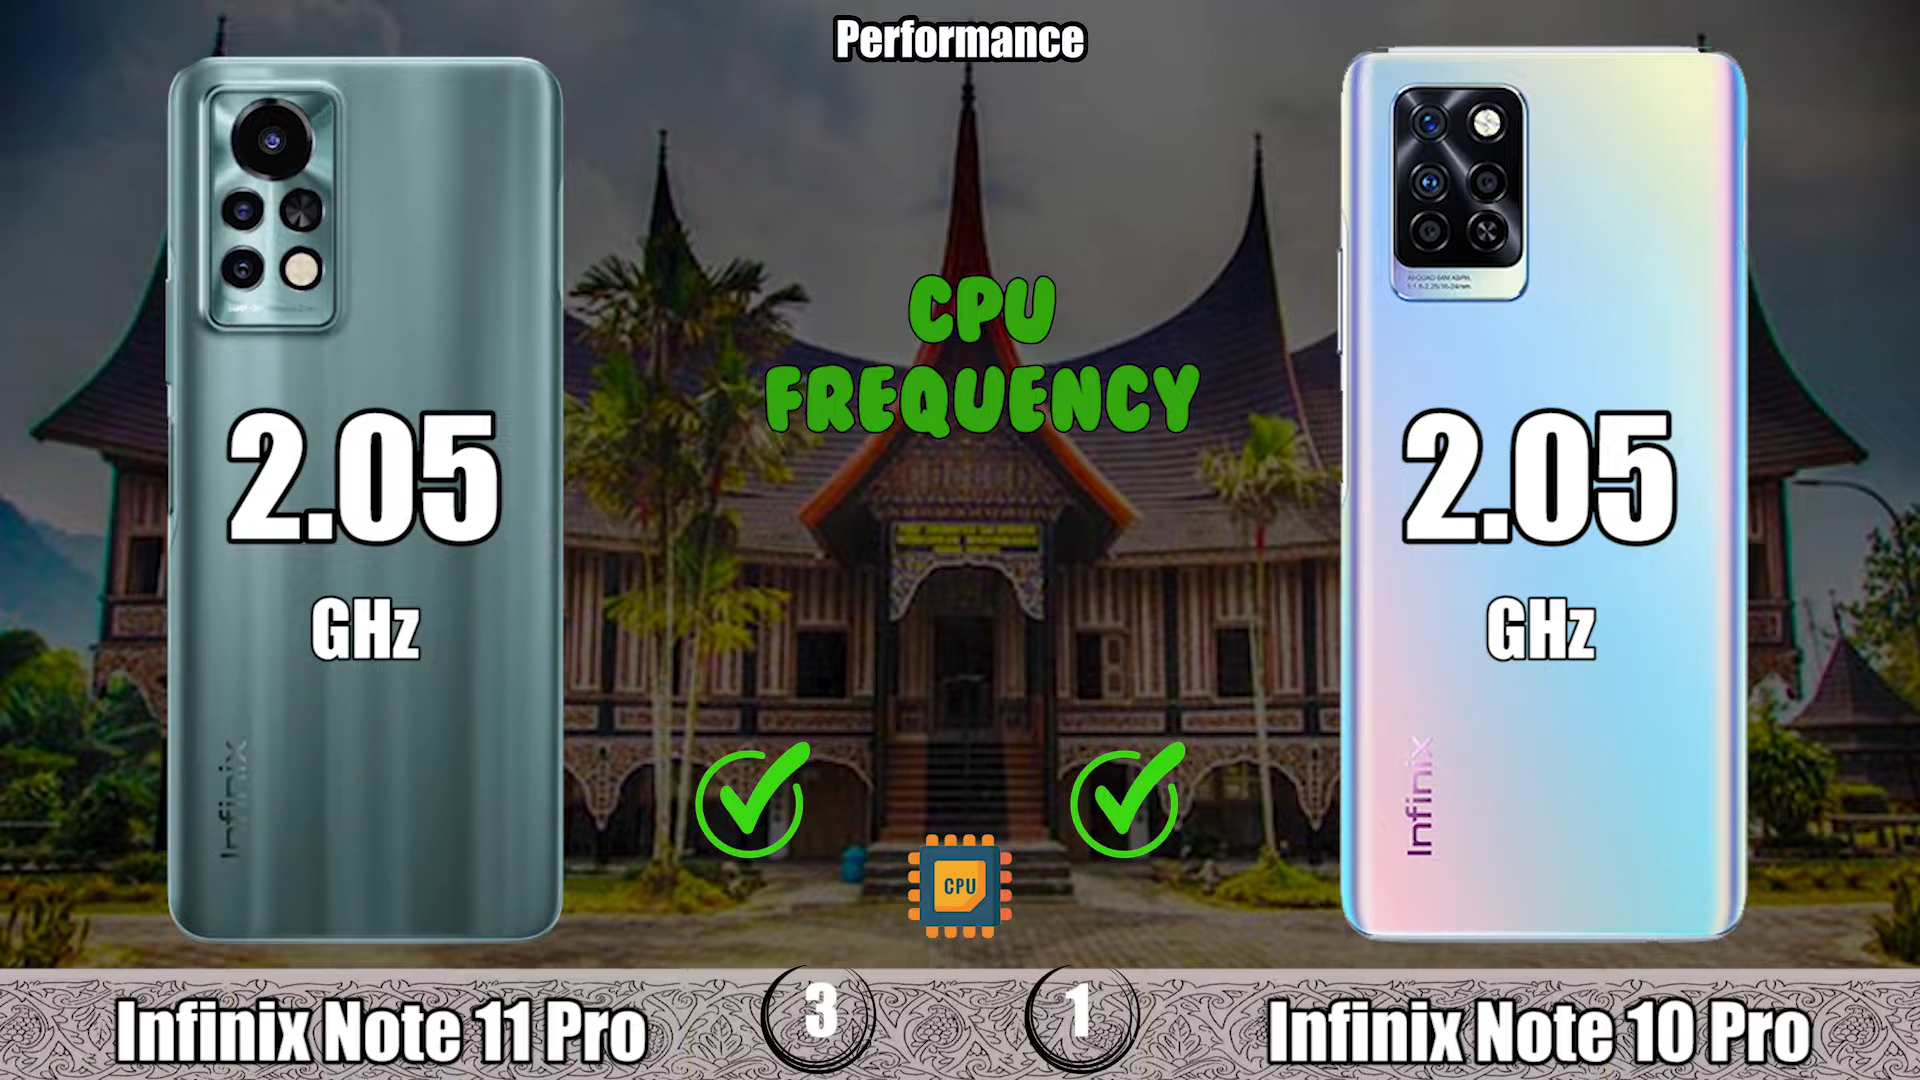 Performance
CPU
FREQUENCY
2.05
GHz
2.05
GHz
Infinix
Infinix
CPU
Infinix Note 11 Pro
3
1
Infinix Note 10 Pro